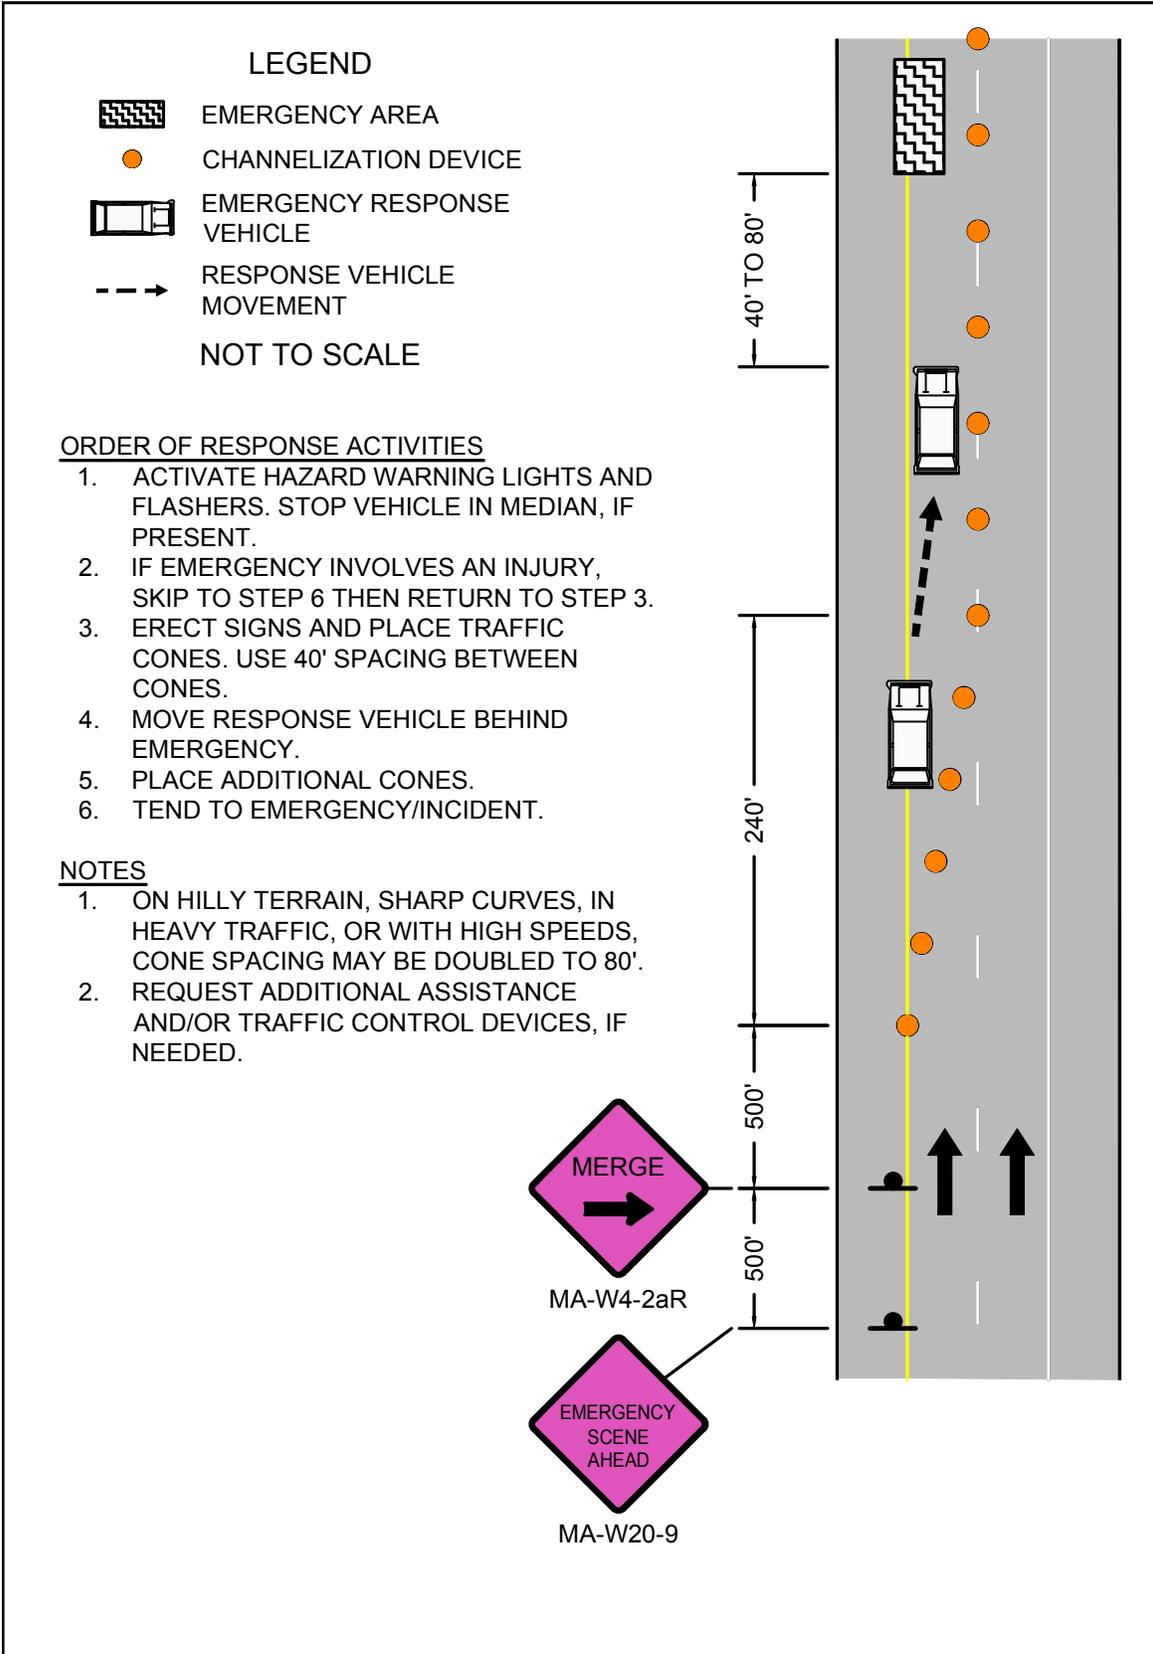 LEGEND
EMERGENCY AREA
CHANNELIZATION DEVICE
EMERGENCY RESPONSE
VEHICLE
RESPONSE VEHICLE
MOVEMENT
NOT TO SCALE
ORDER OF RESPONSE ACTIVITIES
1. ACTIVATE HAZARD WARNING LIGHTS AND
FLASHERS. STOP VEHICLE IN MEDIAN, IF
PRESENT.
2. IF EMERGENCY INVOLVES AN INJURY,
SKIP TO STEP 6 THEN RETURN TO STEP 3.
3. ERECT SIGNS AND PLACE TRAFFIC
CONES. USE 40' SPACING BETWEEN
CONES.
4. MOVE RESPONSE VEHICLE BEHIND
EMERGENCY.
5. PLACE ADDITIONAL CONES.
6. TEND TO EMERGENCY/INCIDENT.
NOTES
1. ON HILLY TERRAIN, SHARP CURVES, IN
HEAVY TRAFFIC, OR WITH HIGH SPEEDS,
CONE SPACING MAY BE DOUBLED TO 80'.
2. REQUEST ADDITIONAL ASSISTANCE
AND/OR TRAFFIC CONTROL DEVICES, IF
NEEDED.
40' TO 80'
240'
500'
500'
MERGE
MA-W4-2aR
EMERGENCY
SCENE
AHEAD
MA-W20-9